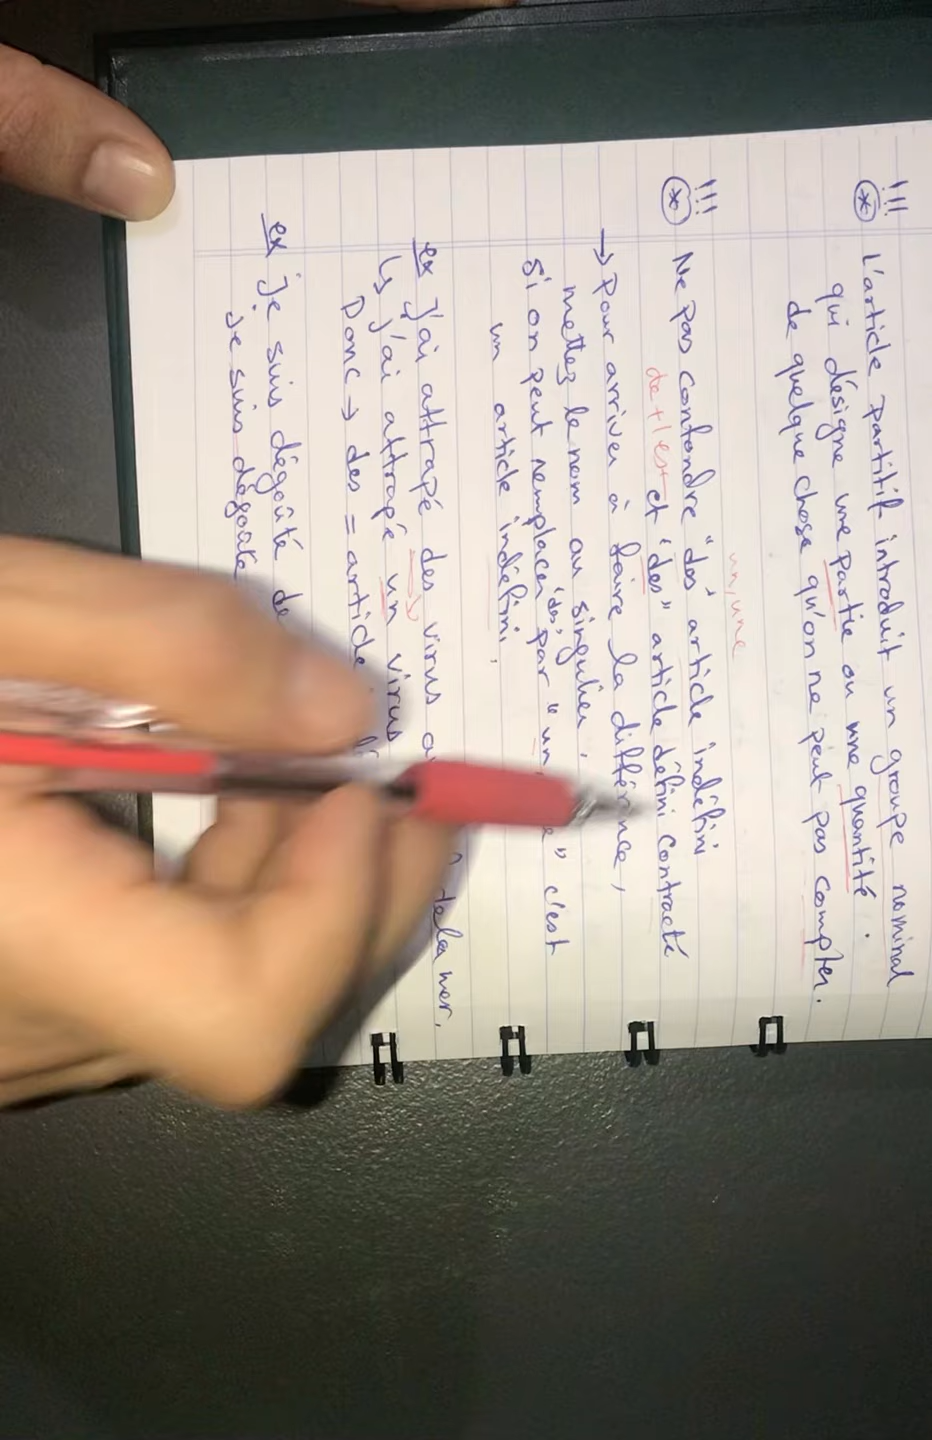 !!!
* L'article partitif introduit un groupe nominal
qui désigne une partie ou une quantité.
de quelque chose qu'on ne peut pas compter.
!!!
un, une
* Ne pas confondre "des" article indéfini
de + les et "des" article défini contracté
→ Pour arriver à faire la différence,
mettez le nom au singulier,
si on peut remplacer "des" par "un c'est
un article indéfini.
ex J'ai attrapé des virus de la mer.
↳ J'ai attrapé un virus
Donc → des = article
ex Je suis dégoûté
Je suis dégoûté